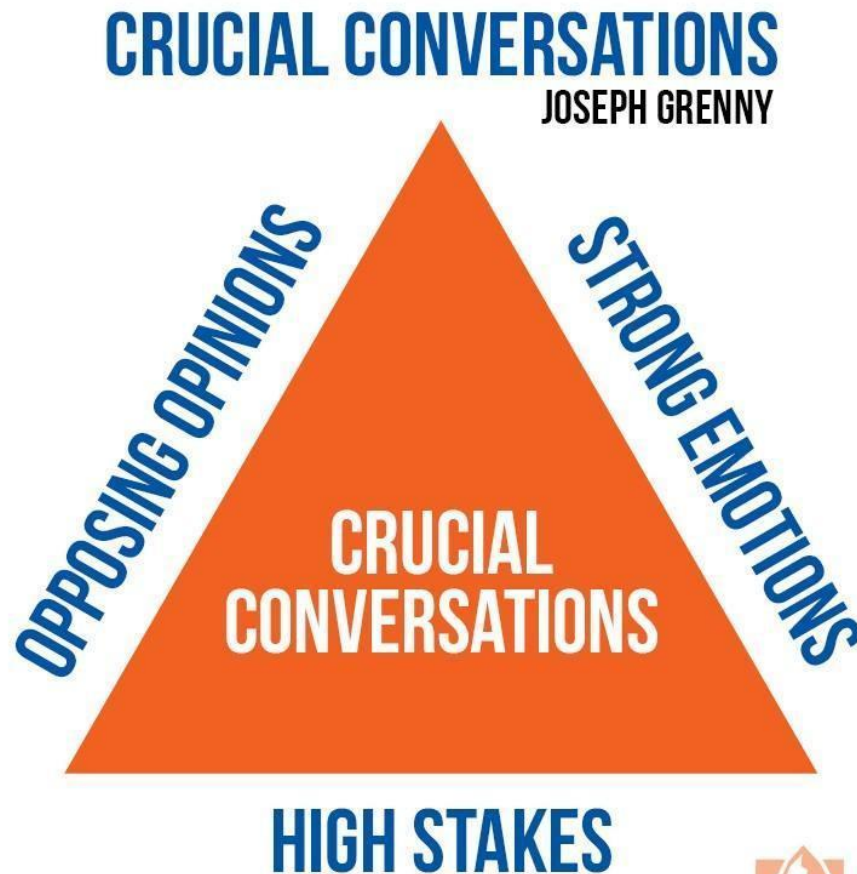 CRUCIAL CONVERSATIONS
JOSEPH GRENNY
OPPOSING OPINIONS
STRONG EMOTIONS
CRUCIAL
CONVERSATIONS
HIGH STAKES